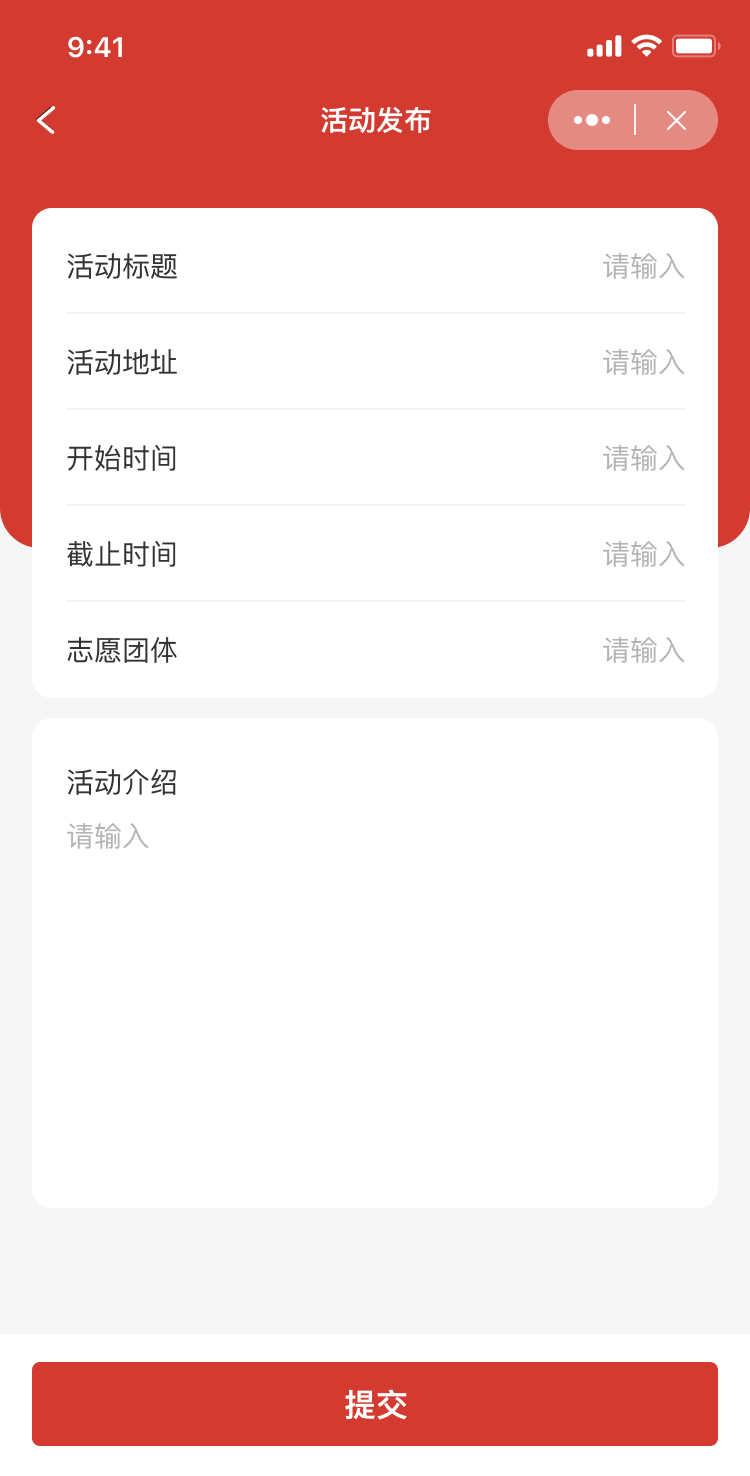 9:41
活动发布
活动标题 请输入
活动地址 请输入
开始时间 请输入
截止时间 请输入
志愿团体 请输入
活动介绍
请输入
提交